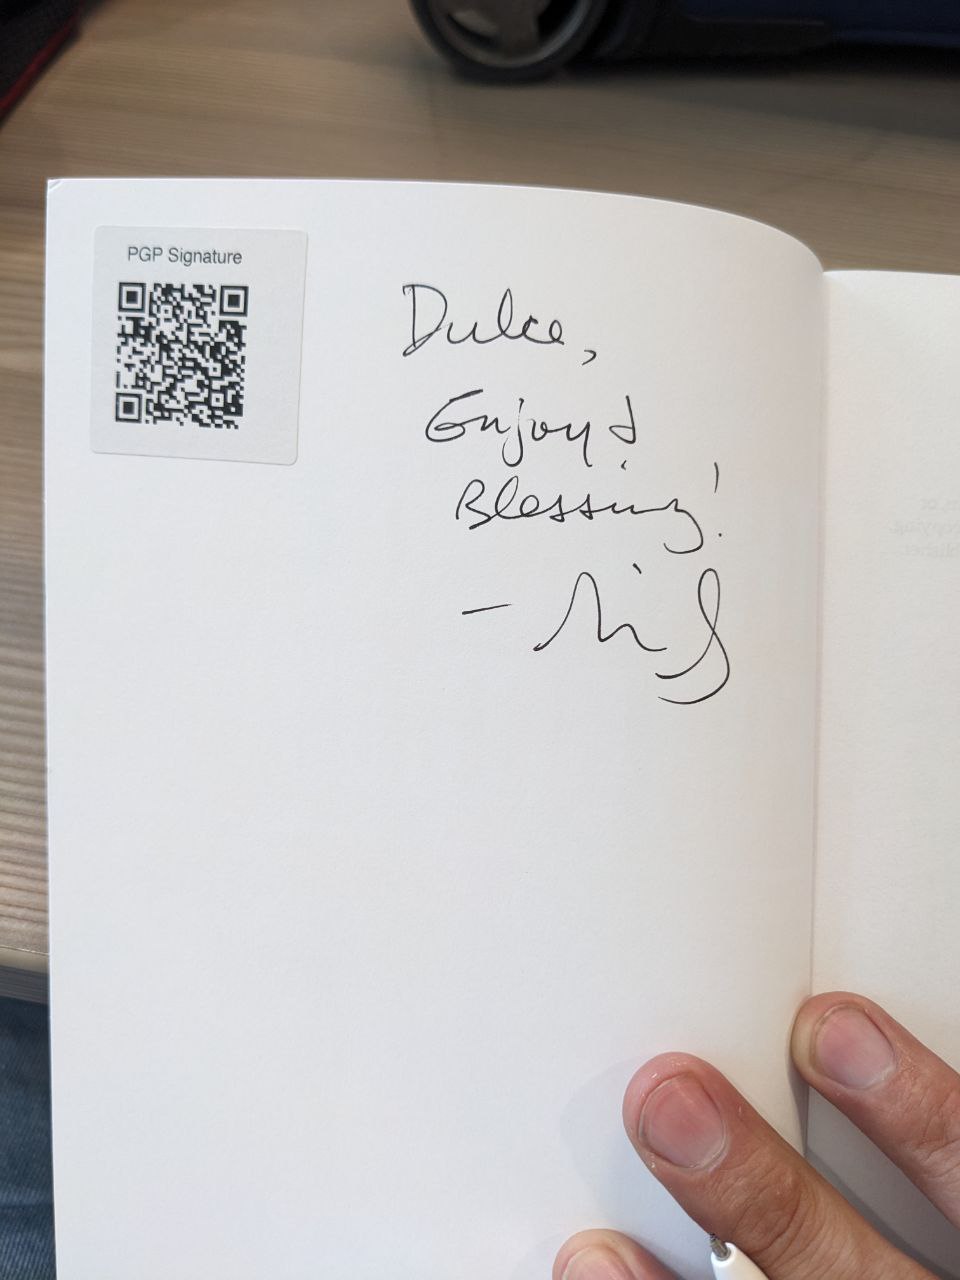 PGP Signature
Dulce,
Enjoy &
Blessing!